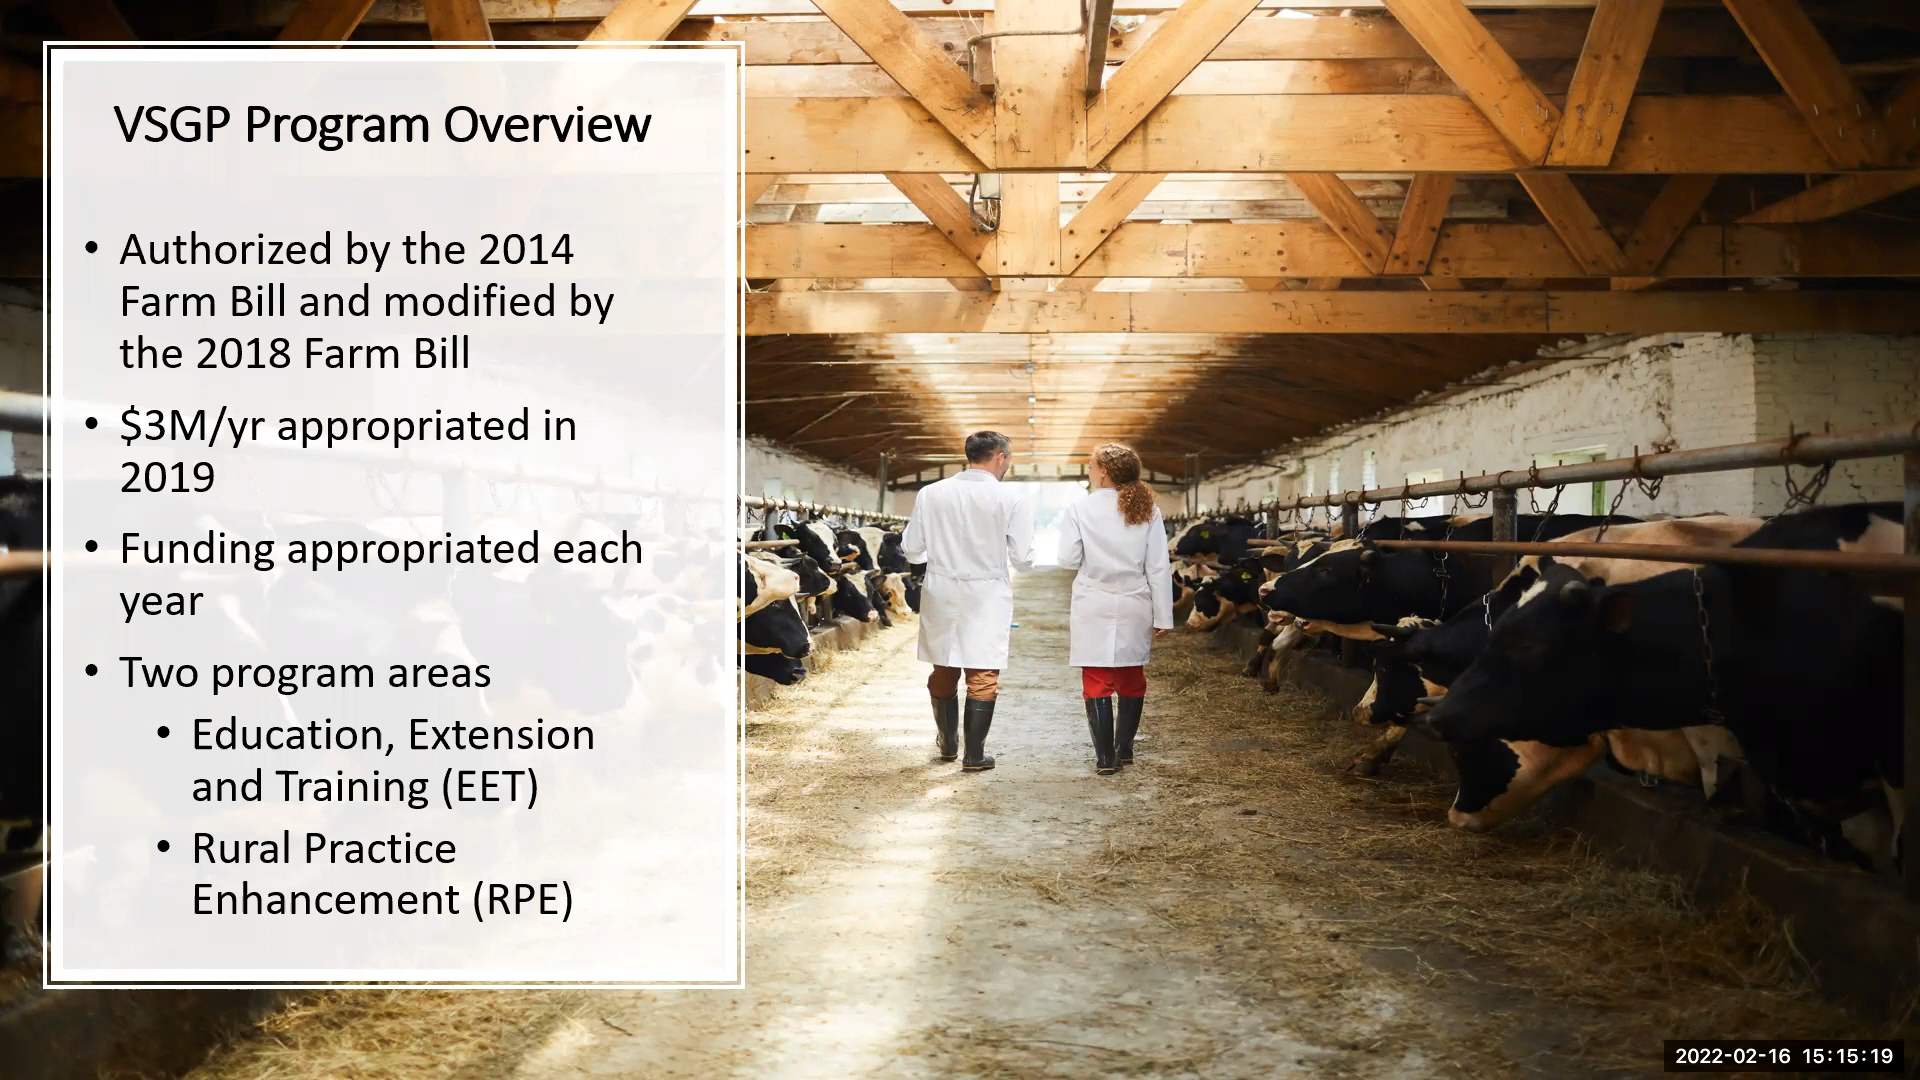 VSGP Program Overview
• Authorized by the 2014
Farm Bill and modified by
the 2018 Farm Bill
• $3M/yr appropriated in
2019
• Funding appropriated each
year
• Two program areas
• Education, Extension
and Training (EET)
• Rural Practice
Enhancement (RPE)
2022-02-16 15:15:19